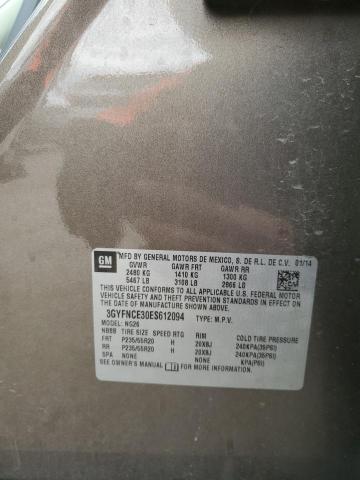 GM
MFD BY GENERAL MOTORS DE MEXICO, S. DE R.L. DE C.V. 01/14
GVWR GAWR FRT GAWR RR
2480 KG 1410 KG 1300 KG
5467 LB 3108 LB 2866 LB
THIS VEHICLE CONFORMS TO ALL APPLICABLE U.S. FEDERAL
MOTOR VEHICLE SAFETY, BUMPER, AND THEFT PREVENTION
STANDARDS IN EFFECT ON THE DATE OF MANUFACTURE SHOWN ABOVE.
3GYFNCE30ES612094 TYPE: M.P.V.
MODEL: NG26
NBBB TIRE SIZE SPEED RTG RIM COLD TIRE PRESSURE
FRT P235/55R20 H 20X8J 240KPA(35PSI)
RR P235/55R20 H 20X8J 240KPA(35PSI)
SPA NONE NONE NONE KPA(PSI)
SEE OWNER'S MANUAL FOR MORE INFORMATION.